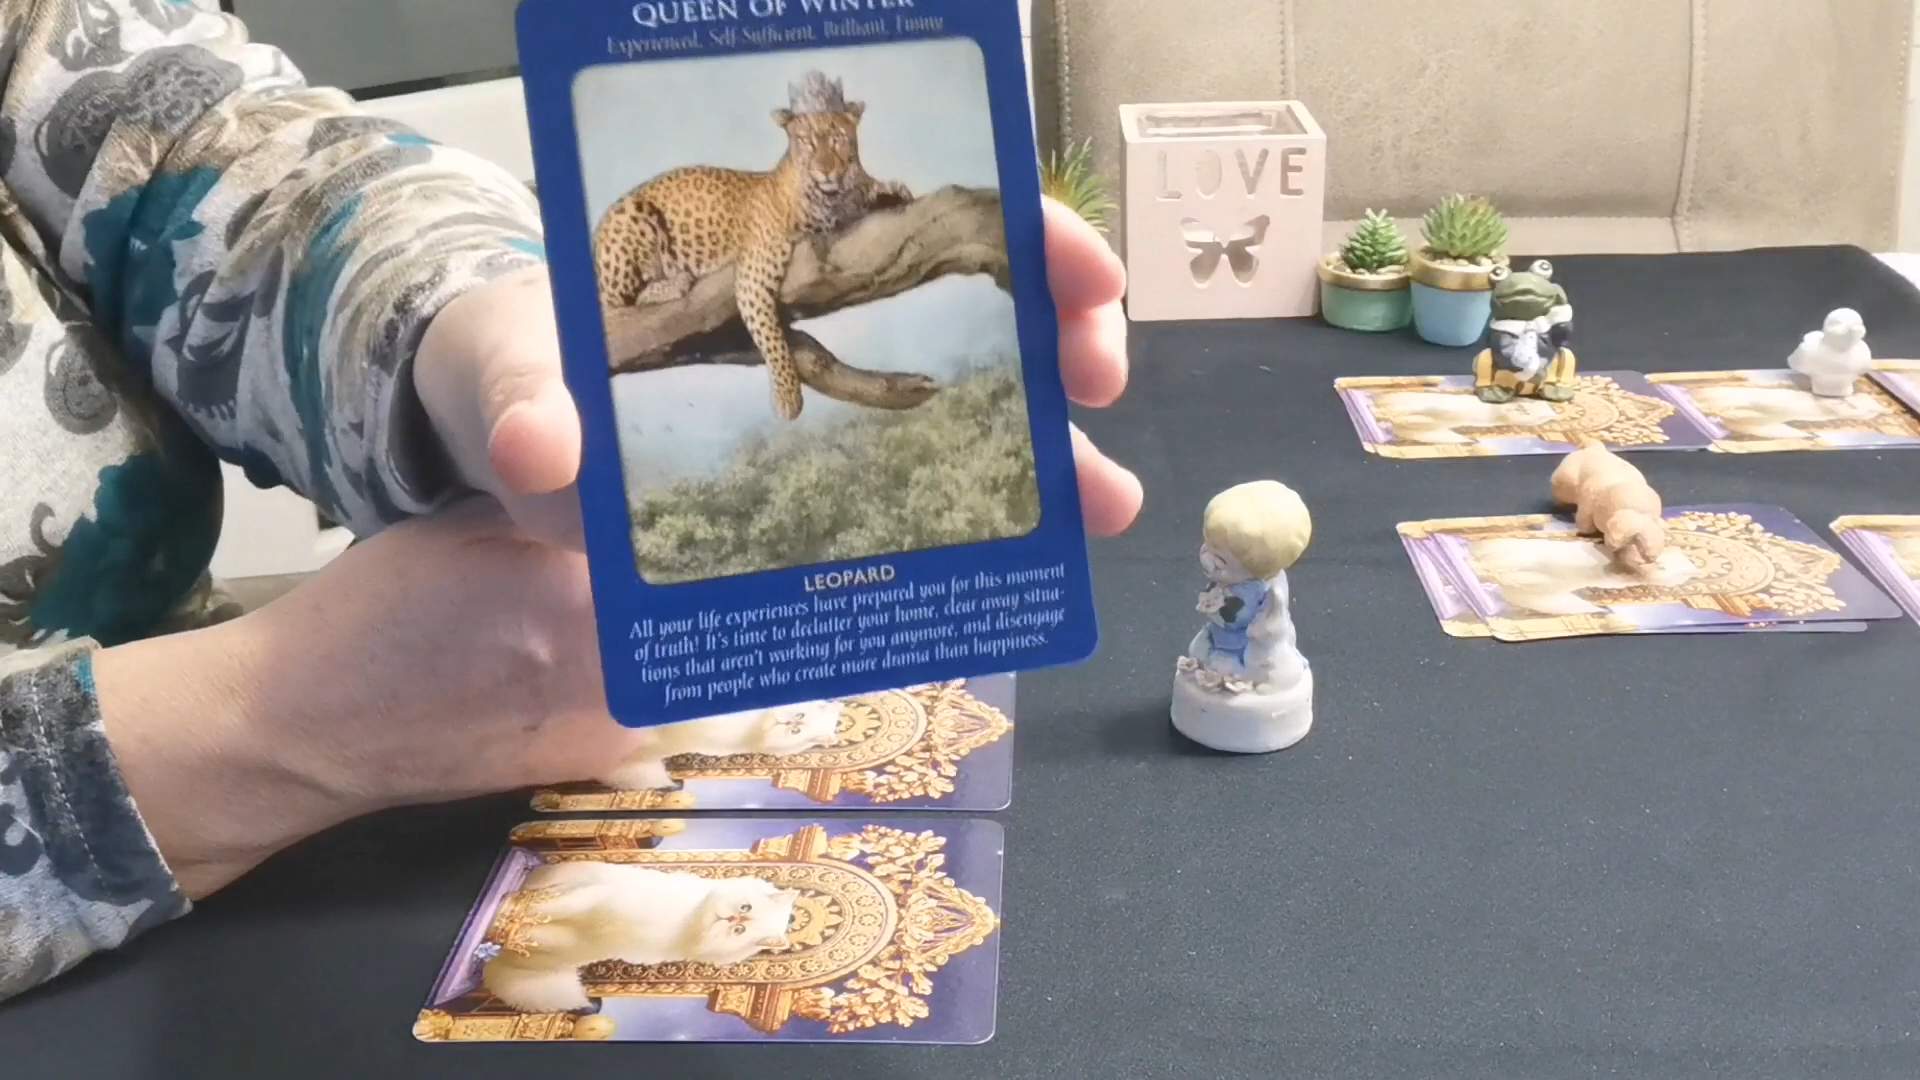 QUEEN OF WINTER
Experienced, Self-Sufficient, Brilliant, Funny
LEOPARD
All your life experiences have prepared you for this moment
of truth! It's time to declutter your home, clear away situa-
tions that aren't working for you anymore, and disengage
from people who create more drama than happiness.
LOVE